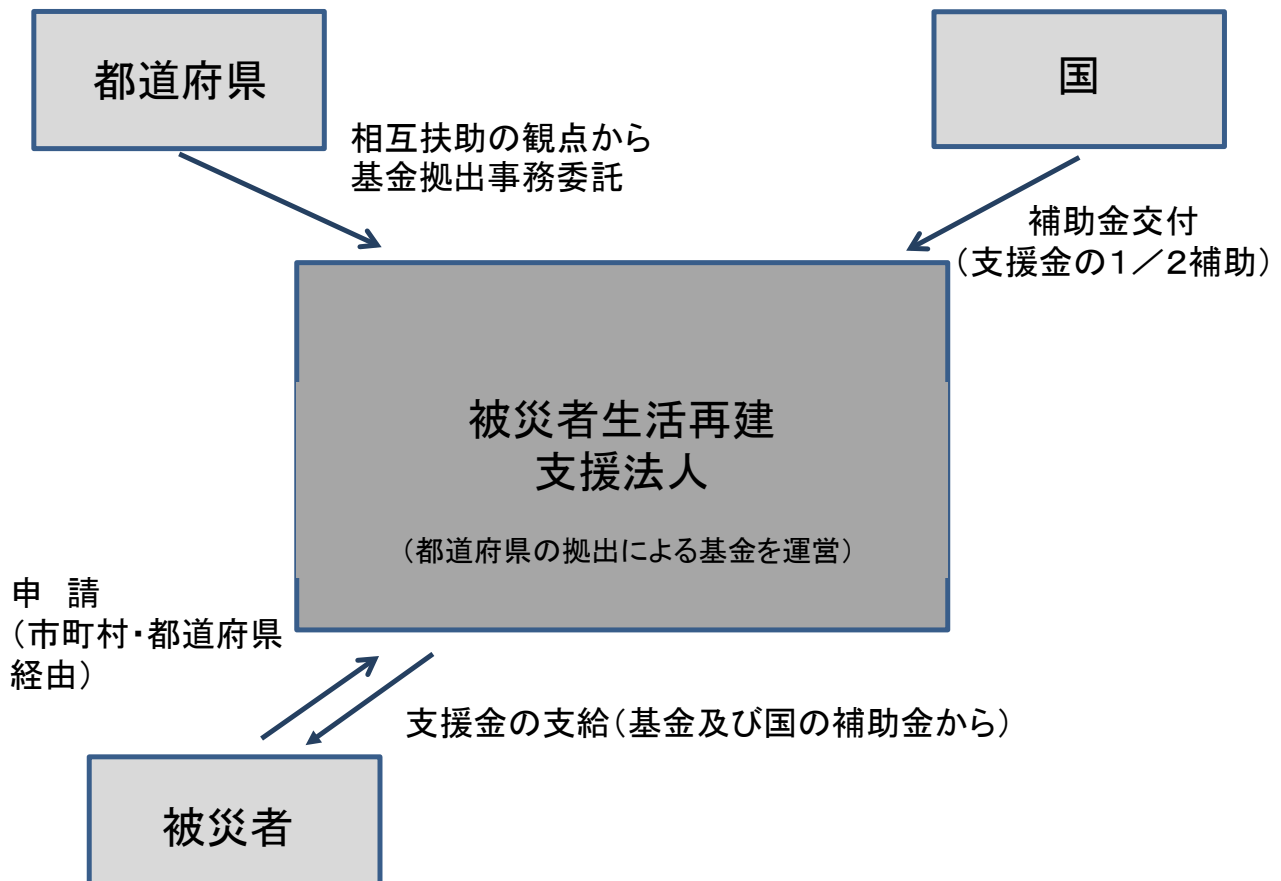 都道府県
国
相互扶助の観点から
基金拠出事務委託
補助金交付
（支援金の１／２補助）
被災者生活再建
支援法人
（都道府県の拠出による基金を運営）
申　請
（市町村・都道府県
経由）
支援金の支給（基金及び国の補助金から）
被災者